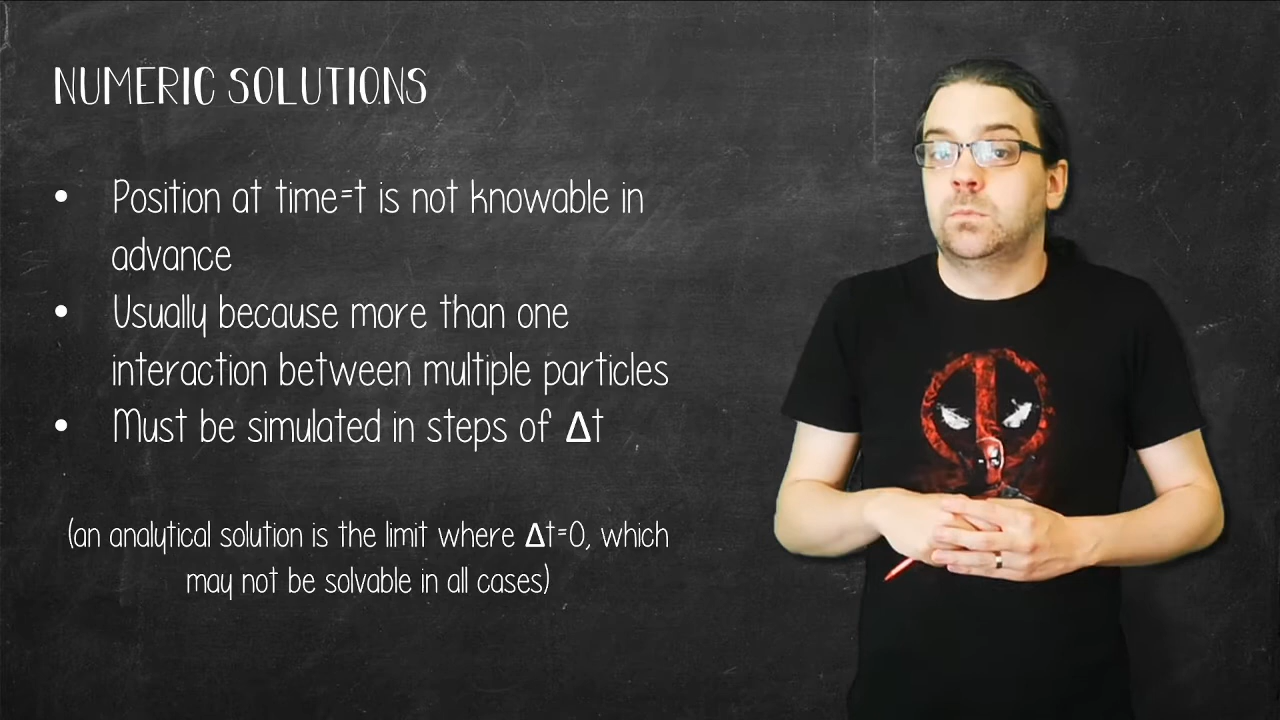 NUMERIC SOLUTIONS
• Position at time=t is not knowable in
advance
• Usually because more than one
interaction between multiple particles
• Must be simulated in steps of Δt
(an analytical solution is the limit where Δt=0, which
may not be solvable in all cases)